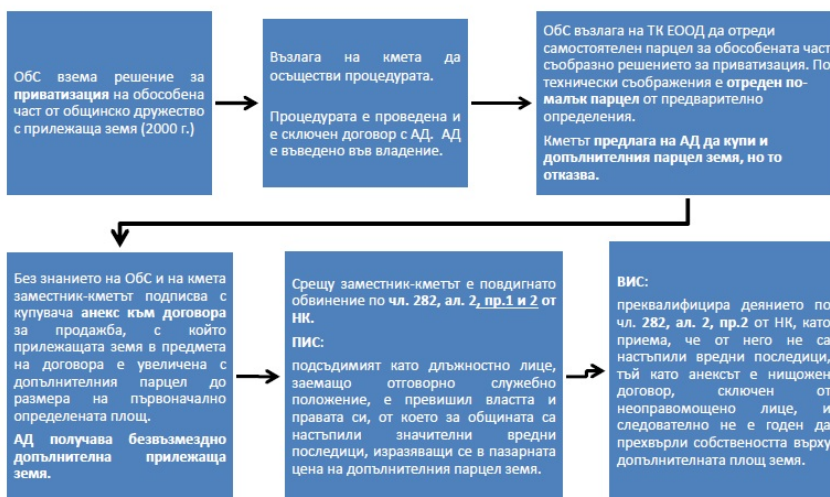 ОбС взема решение за
приватизация на обособена
част от общинско дружество
с прилежаща земя (2000 г.)
Възлага на кмета да
осъществи процедурата.
Процедурата е проведена и
е сключен договор с АД. АД
е въведено във владение.
ОбС възлага на ТК ЕООД да отреди
самостоятелен парцел за обособената част
съобразно решението за приватизация. По
технически съображения е отреден по-
малък парцел от предварително
определения.
Кметът предлага на АД да купи и
допълнителния парцел земя, но то
отказва.
Без знанието на ОбС и на кмета
заместник-кметът подписва с
купувача анекс към договора
за продажба, с който
прилежащата земя в предмета
на договора е увеличена с
допълнителния парцел до
размера на първоначално
определената площ.
АД получава безвъзмездно
допълнителна прилежаща
земя.
Срещу заместник-кметът е повдигнато
обвинение по чл. 282, ал. 2, пр.1 и 2 от
НК.
ПИС:
подсъдимият като длъжностно лице,
заемащо отговорно служебно
положение, е превишил властта и
правата си, от което за общината са
настъпили значителни вредни
последици, изразяващи се в пазарната
цена на допълнителния парцел земя.
ВИС:
преквалифицира деянието по
чл. 282, ал. 2, пр.2 от НК, като
приема, че от него не са
настъпили вредни последици,
тъй като анексът е нищожен
договор, сключен от
неоправомощено лице, и
следователно не е годен да
прехвърли собствеността върху
допълнителната площ земя.